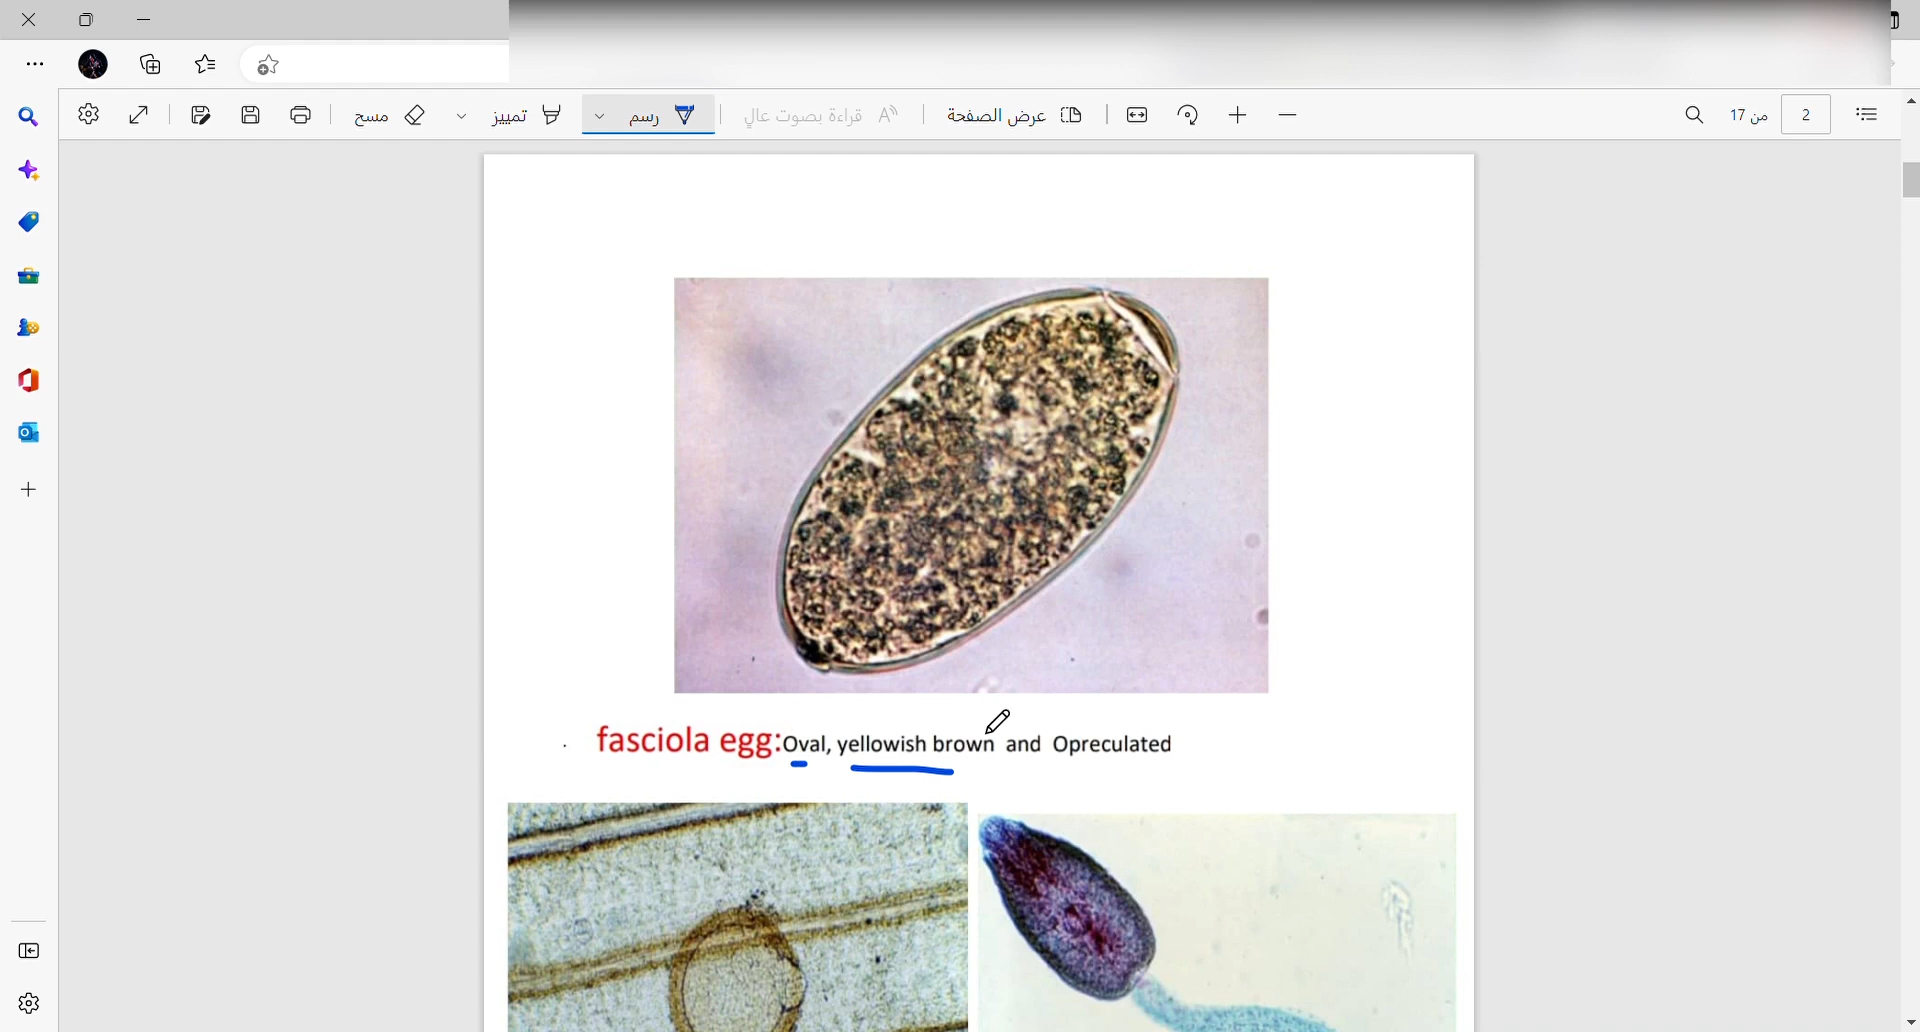 مسح
تمييز
رسم
قراءة بصوت عالٍ
عرض الصفحة
2
من 17
fasciola egg:Oval, yellowish brown and Opreculated